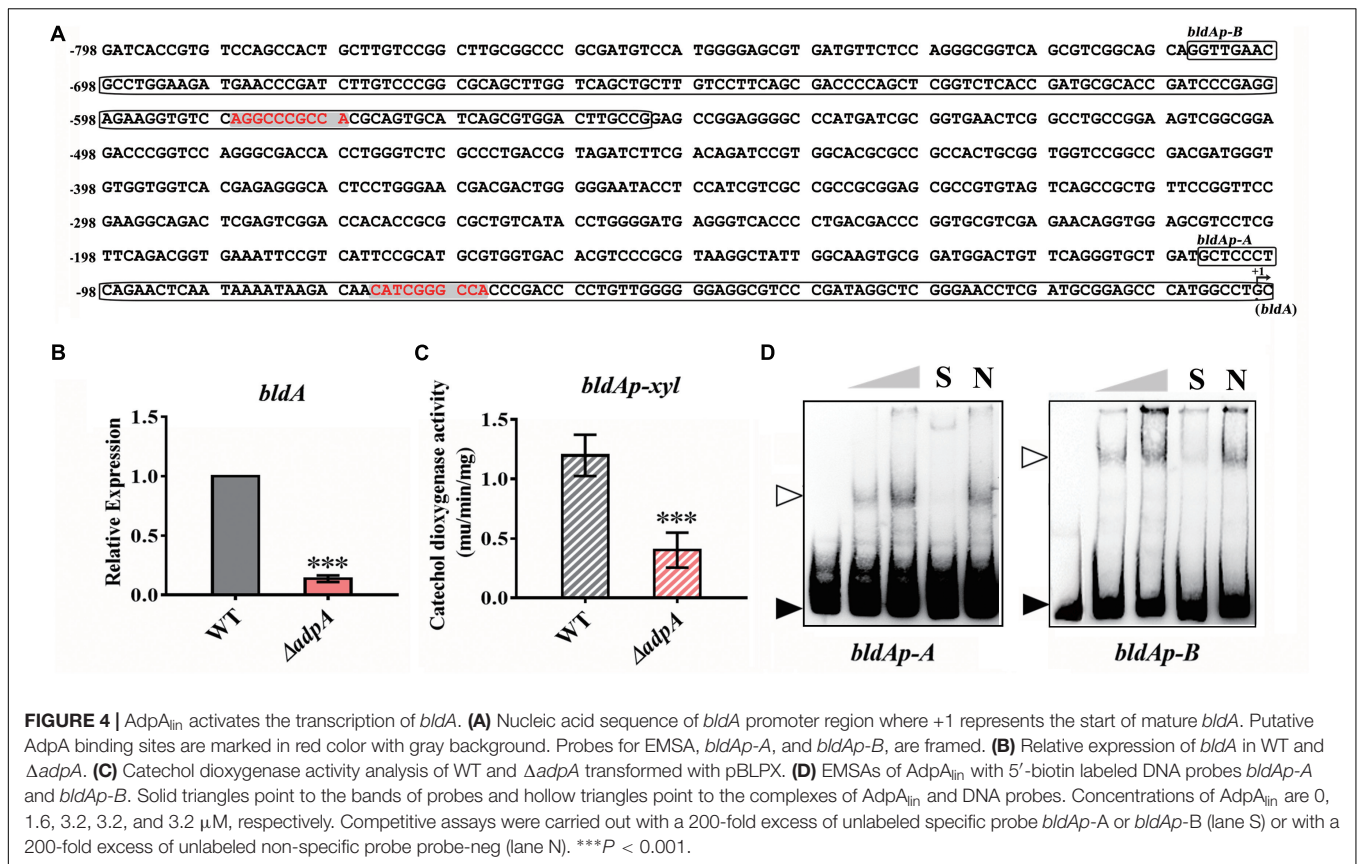 A
bldAp-B
-798 GATCACCGTG TCCAGCCACT GCTTGTCCGG CTTGCGGCCC GCGATGTCCA TGGGGAGCGT GATGTTCTCC AGGGCGGTCA GCGTCGGCAG CAGGTTGAAC
-698 GCCTGGAAGA TGAACCCGAT CTTGTCCCGG CGCAGCTTGG TCAGCTGCTT GTCCTTCAGC GACCCCAGCT CGGTCTCACC GATGCGCACC GATCCCGAGG
-598 AGAAGGTGTC CAGGCCCGCC ACGCAGTGCA TCAGCGTGGA CTTGCCGGAG CCGGAGGGGC CCATGATCGC GGTGAACTCG GCCTGCCGGA AGTCGGCGGA
-498 GACCCGGTCC AGGGCGACCA CCTGGGTCTC GCCCTGACCG TAGATCTTCG ACAGATCCGT GGCACGCGCC GCCACTGCGG TGGTCCGGCC GACGATGGGT
-398 GTGGTGGTCA CGAGAGGGCA CTCCTGGGAA CGACGACTGG GGGAATACCT CCATCGTCGC CGCCGCGGAG CGCCGTGTAG TCAGCCGCTG TTCCGGTTCC
-298 GAAGGCAGAC TCGAGTCGGA CCACACCGCG CGCTGTCATA CCTGGGGATG AGGGTCACCC CTGACGACCC GGTGCGTCGA GAACAGGTGG AGCGTCCTCG
bldAp-A
-198 TTCAGACGGT GAAATTCCGT CATTCCGCAT GCGTGGTGAC ACGTCCCGCG TAAGGCTATT GGCAAGTGCG GATGGACTGT TCAGGGTGCT GATGCTCCCT
+1
-98 CAGAACTCAA TAAAATAAGA CAACATCGGG CCACCCGACC CCTGTTGGGG GGAGGCGTCC CGATAGGCTC GGGAACCTCG ATGCGGAGCC CATGGCCTGC
(bldA)
B
bldA
Relative Expression
1.5
1.0
0.5
0.0
***
WT
ΔadpA
C
bldAp-xyl
Catechol dioxygenase activity
(mu/min/mg)
1.5
1.0
0.5
0.0
***
WT
ΔadpA
D
S N
S N
bldAp-A
bldAp-B
FIGURE 4 | AdpAlin activates the transcription of bldA. (A) Nucleic acid sequence of bldA promoter region where +1 represents the start of mature bldA. Putative
AdpA binding sites are marked in red color with gray background. Probes for EMSA, bldAp-A, and bldAp-B, are framed. (B) Relative expression of bldA in WT and
ΔadpA. (C) Catechol dioxygenase activity analysis of WT and ΔadpA transformed with pBLPX. (D) EMSAs of AdpAlin with 5′-biotin labeled DNA probes bldAp-A
and bldAp-B. Solid triangles point to the bands of probes and hollow triangles point to the complexes of AdpAlin and DNA probes. Concentrations of AdpAlin are 0,
1.6, 3.2, 3.2, and 3.2 μM, respectively. Competitive assays were carried out with a 200-fold excess of unlabeled specific probe bldAp-A or bldAp-B (lane S) or with a
200-fold excess of unlabeled non-specific probe probe-neg (lane N). ***P < 0.001.